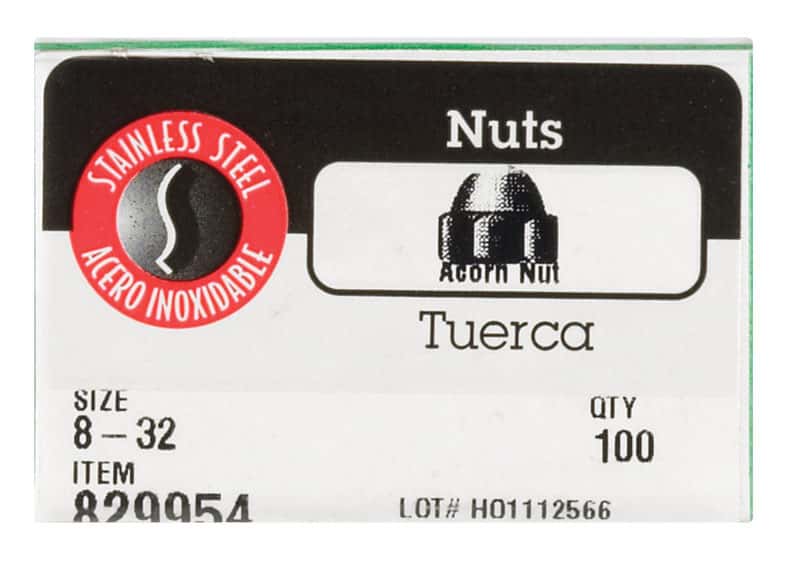 Nuts
STAINLESS STEEL
ACERO INOXIDABLE
Acorn Nut
Tuerca
SIZE
8-32
QTY
100
ITEM
829954
LOT# H01112566